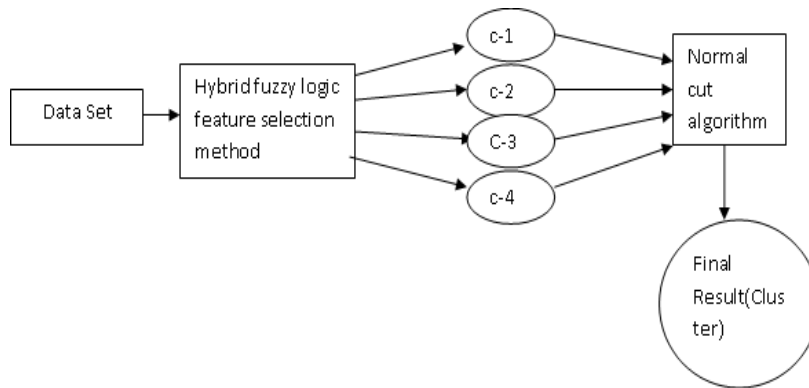 Data Set
Hybrid fuzzy logic
feature selection
method
c-1
c-2
C-3
c-4
Normal
cut
algorithm
Final
Result(Clus
ter)